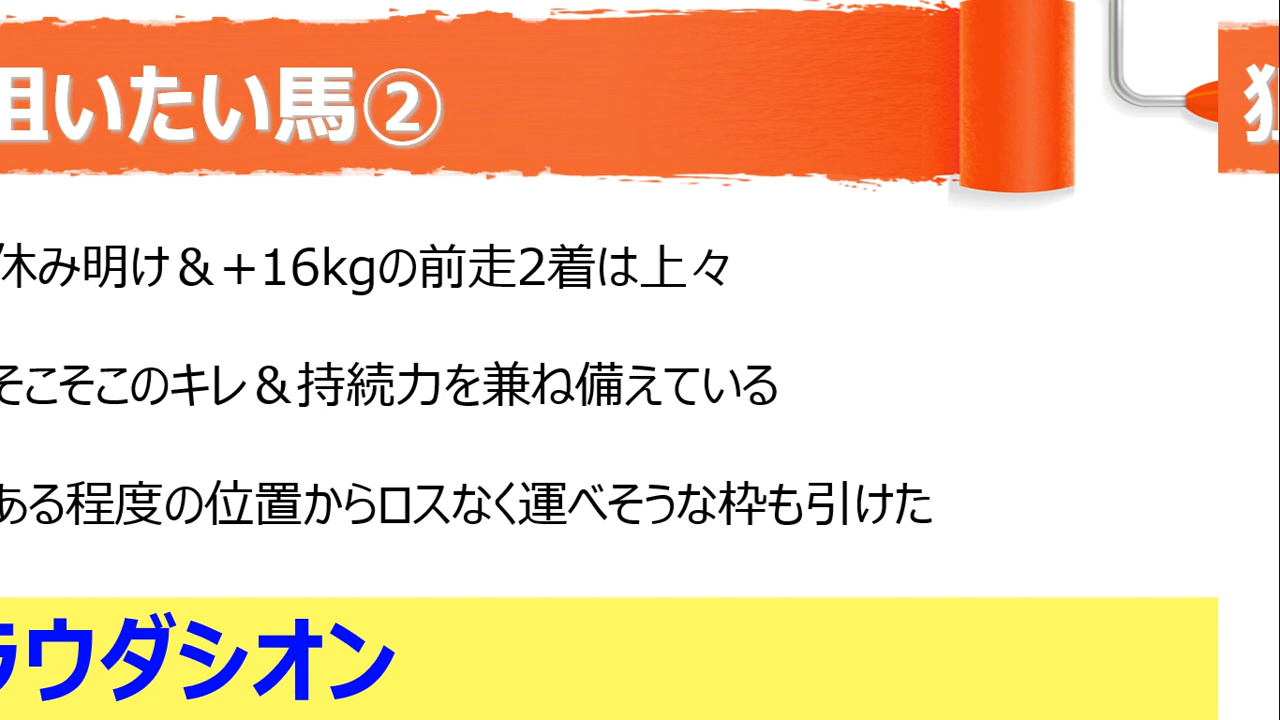 狙いたい馬②
休み明け＆+16kgの前走2着は上々
そこそこのキレ＆持続力を兼ね備えている
ある程度の位置からロスなく運べそうな枠も引けた
ラウダシオン